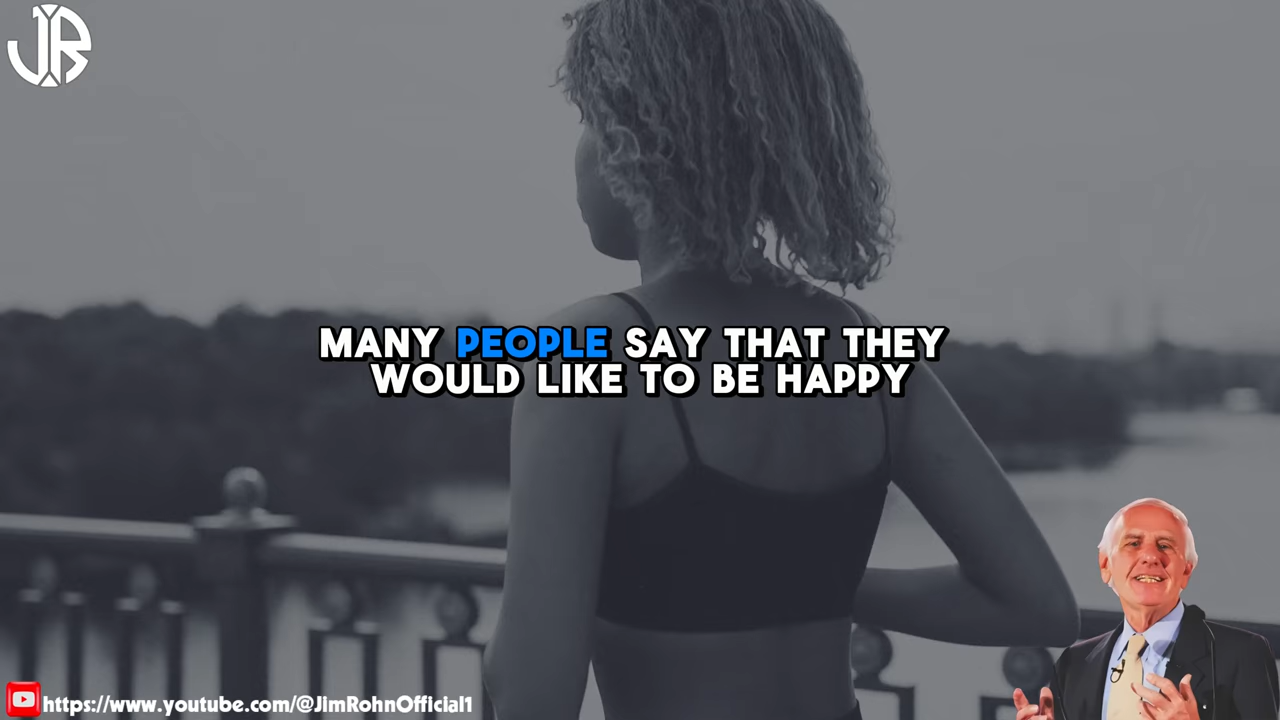 JR
MANY PEOPLE SAY THAT THEY
WOULD LIKE TO BE HAPPY
https://www.youtube.com/@JimRohnOfficial1